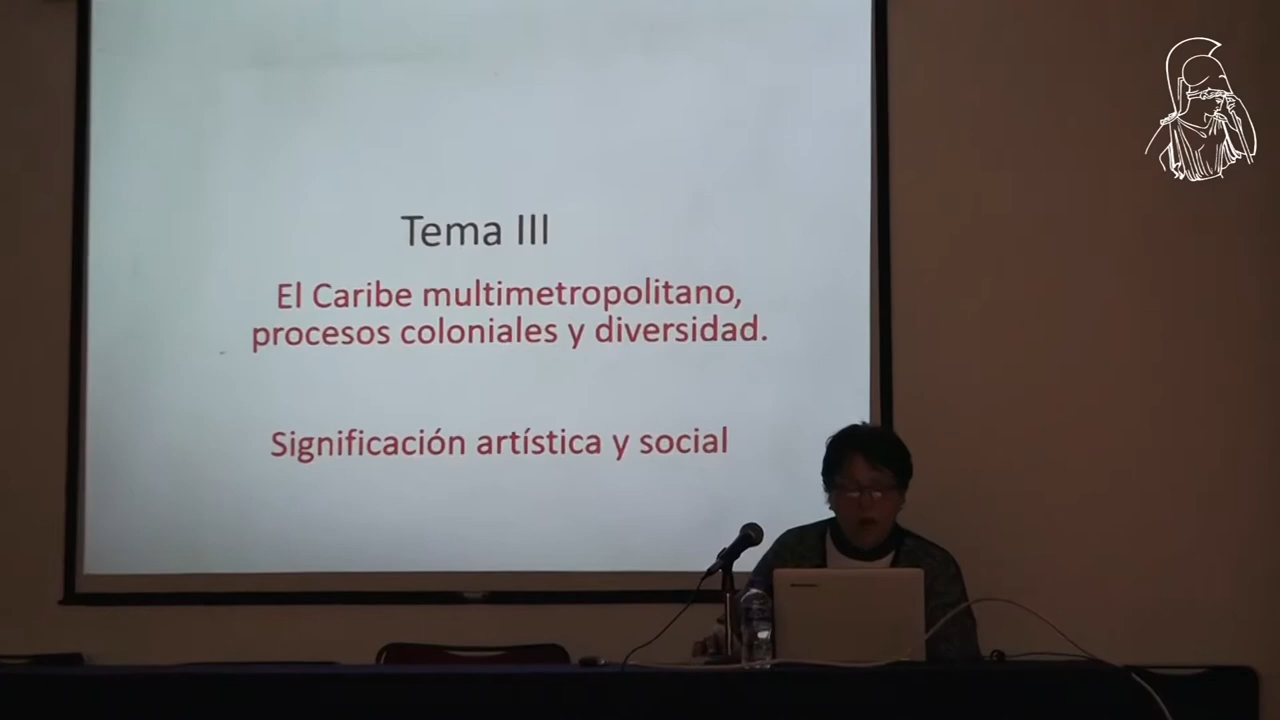 Tema III
El Caribe multimetropolitano,
procesos coloniales y diversidad.
Significación artística y social